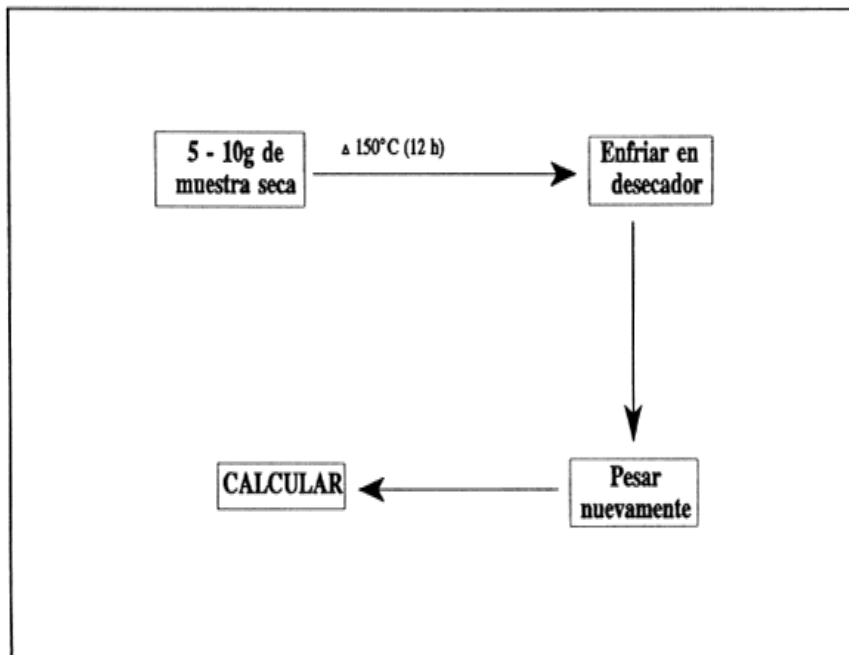 5 - 10g de
muestra seca
▵ 150°C (12 h)
Enfriar en
desecador
Pesar
nuevamente
CALCULAR